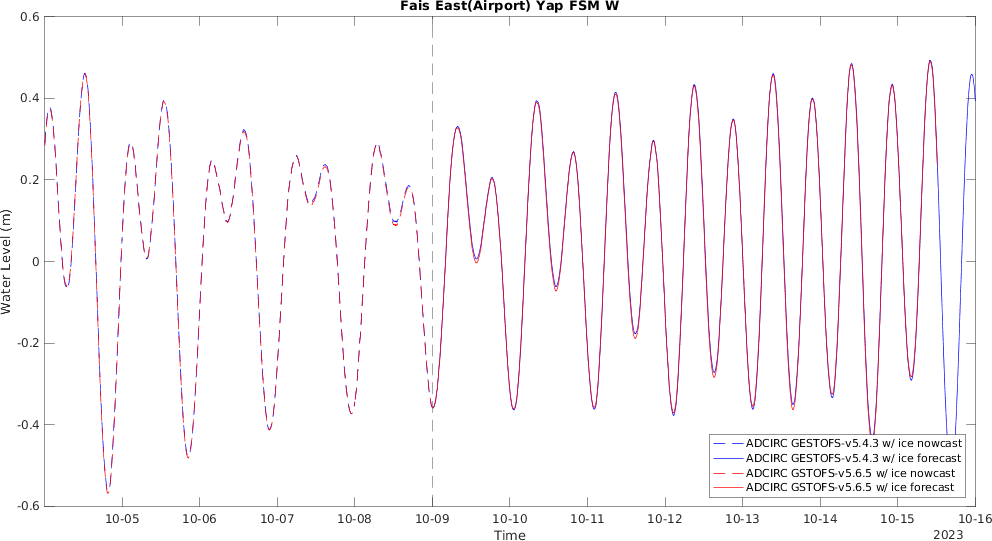 Fais East(Airport) Yap FSM W
0.6
0.4
0.2
0
-0.2
-0.4
-0.6
Water Level (m)
ADCIRC GESTOFS-v5.4.3 w/ ice nowcast
ADCIRC GESTOFS-v5.4.3 w/ ice forecast
ADCIRC GSTOFS-v5.6.5 w/ ice nowcast
ADCIRC GSTOFS-v5.6.5 w/ ice forecast
10-05 10-06 10-07 10-08 10-09 10-10 10-11 10-12 10-13 10-14 10-15 10-16
Time 2023